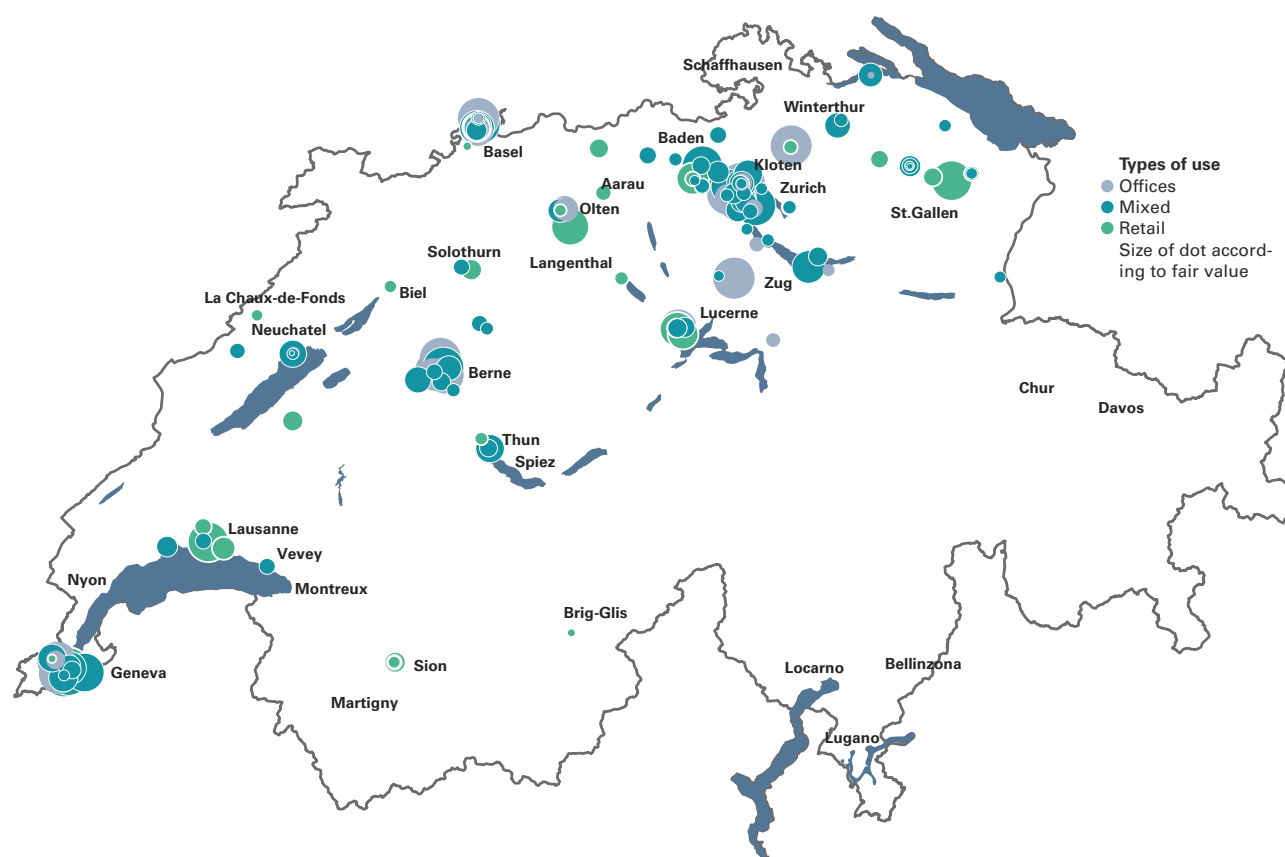 Schaffhausen
Winterthur
Basel
Baden
Kloten
Types of use
Offices
Mixed
Retail
Size of dot accord-
ing to fair value
Aarau
Zurich
Olten
St.Gallen
Solothurn
Langenthal
Zug
La Chaux-de-Fonds
Biel
Neuchatel
Lucerne
Berne
Chur
Davos
Thun
Spiez
Lausanne
Vevey
Nyon
Montreux
Brig-Glis
Geneva
Sion
Locarno
Bellinzona
Martigny
Lugano